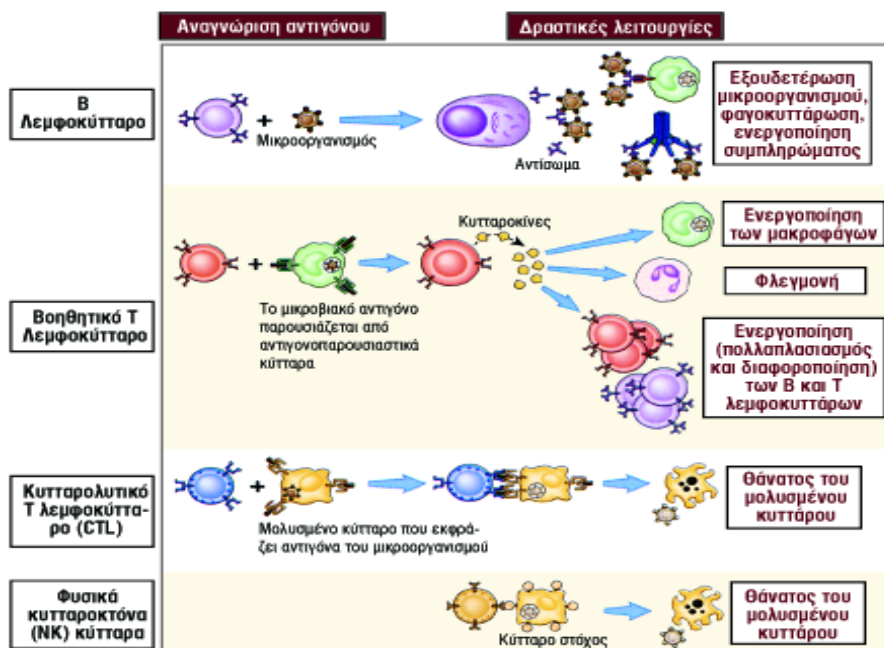 Αναγνώριση αντιγόνου
Δραστικές λειτουργίες
Β
Λεμφοκύτταρο
Μικροοργανισμός
Αντίσωμα
Εξουδετέρωση
μικροοργανισμού,
φαγοκυττάρωση,
ενεργοποίηση
συμπληρώματος
Βοηθητικό Τ
Λεμφοκύτταρο
Το μικροβιακό αντιγόνο
παρουσιάζεται από
αντιγονοπαρουσιαστικά
κύτταρα
Κυτταροκίνες
Ενεργοποίηση
των μακροφάγων
Φλεγμονή
Ενεργοποίηση
(πολλαπλασιασμός
και διαφοροποίηση)
των Β και Τ
λεμφοκυττάρων
Κυτταρολυτικό
Τ λεμφοκύττα-
ρο (CTL)
Μολυσμένο κύτταρο που εκφρά-
ζει αντιγόνα του μικροοργανισμού
Θάνατος του
μολυσμένου
κυττάρου
Φυσικά
κυτταροκτόνα
(NK) κύτταρα
Κύτταρο στόχος
Θάνατος του
μολυσμένου
κυττάρου